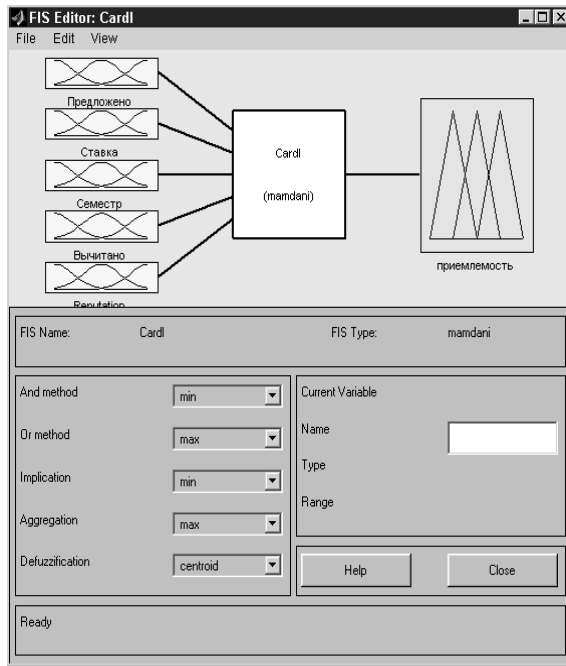 FIS Editor: Cardl
File Edit View
Предложено
Ставка
Семестр
Вычитано
Reputation
Cardl
(mamdani)
приемлемость
FIS Name: Cardl FIS Type: mamdani
And method min
Or method max
Implication min
Aggregation max
Defuzzification centroid
Current Variable
Name
Type
Range
Help Close
Ready